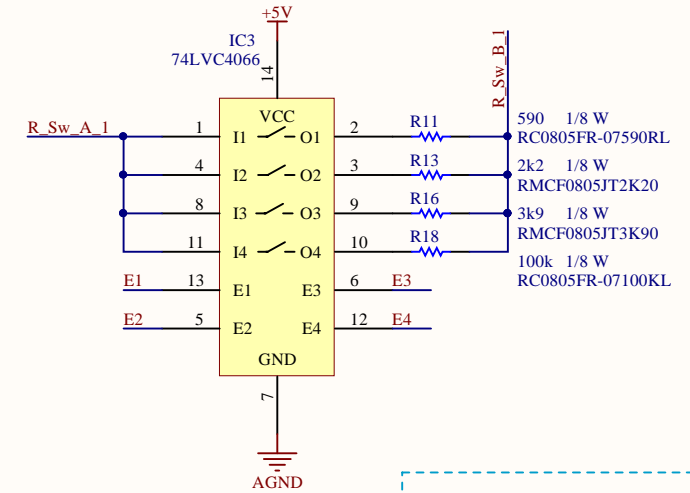 +5V
IC3
74LVC4066
14
R_Sw_B_1
VCC
R_Sw_A_1
1 I1 O1 2 R11
590 1/8 W
RC0805FR-07590RL
4 I2 O2 3 R13
2k2 1/8 W
RMCF0805JT2K20
8 I3 O3 9 R16
3k9 1/8 W
RMCF0805JT3K90
11 I4 O4 10 R18
100k 1/8 W
RC0805FR-07100KL
E1 13 E1 E3 6 E3
E2 5 E2 E4 12 E4
GND
7
AGND